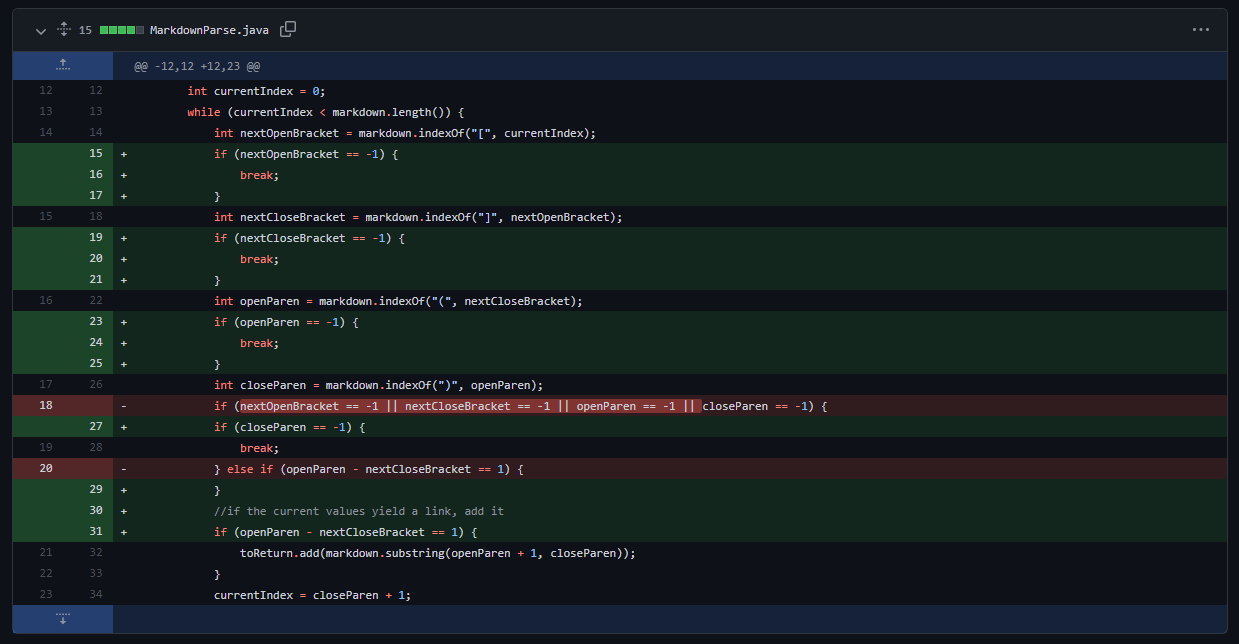 15 MarkdownParse.java
@@ -12,12 +12,23 @@
12 12 int currentIndex = 0;
13 13 while (currentIndex < markdown.length()) {
14 14 int nextOpenBracket = markdown.indexOf("[", currentIndex);
15 + if (nextOpenBracket == -1) {
16 + break;
17 + }
15 18 int nextCloseBracket = markdown.indexOf("]", nextOpenBracket);
19 + if (nextCloseBracket == -1) {
20 + break;
21 + }
16 22 int openParen = markdown.indexOf("(", nextCloseBracket);
23 + if (openParen == -1) {
24 + break;
25 + }
17 26 int closeParen = markdown.indexOf(")", openParen);
18 - if (nextOpenBracket == -1 || nextCloseBracket == -1 || openParen == -1 || closeParen == -1) {
27 + if (closeParen == -1) {
19 28 break;
20 - } else if (openParen - nextCloseBracket == 1) {
29 + }
30 + //if the current values yield a link, add it
31 + if (openParen - nextCloseBracket == 1) {
21 32 toReturn.add(markdown.substring(openParen + 1, closeParen));
22 33 }
23 34 currentIndex = closeParen + 1;